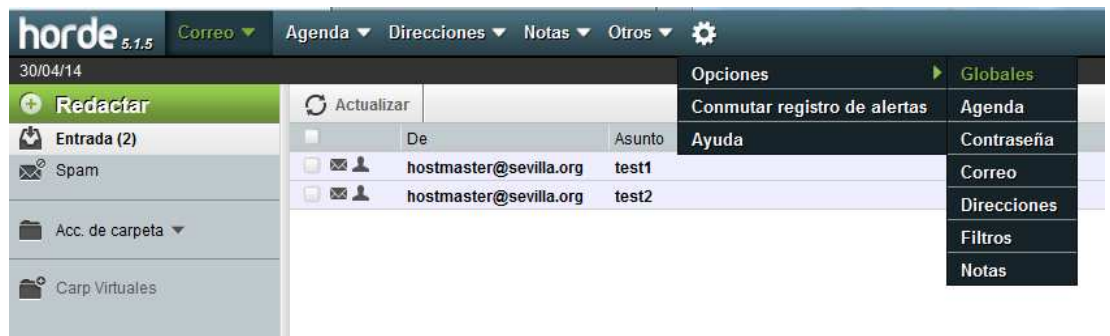 horde 5.1.5 Correo Agenda Direcciones Notas Otros
30/04/14
Opciones Globales
Redactar Actualizar Conmutar registro de alertas Agenda
Entrada (2) De Asunto Ayuda Contraseña
Spam hostmaster@sevilla.org test1 Correo
hostmaster@sevilla.org test2 Direcciones
Acc. de carpeta Filtros
Notas
Carp Virtuales